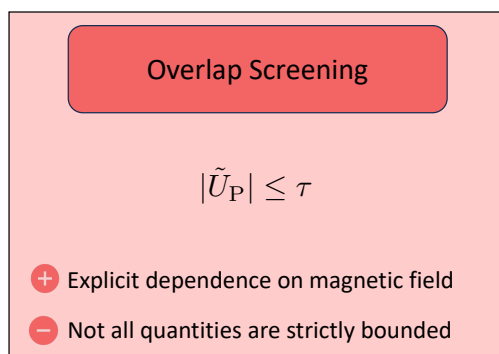 Overlap Screening
|Ũ_P| ≤ τ
+ Explicit dependence on magnetic field
− Not all quantities are strictly bounded